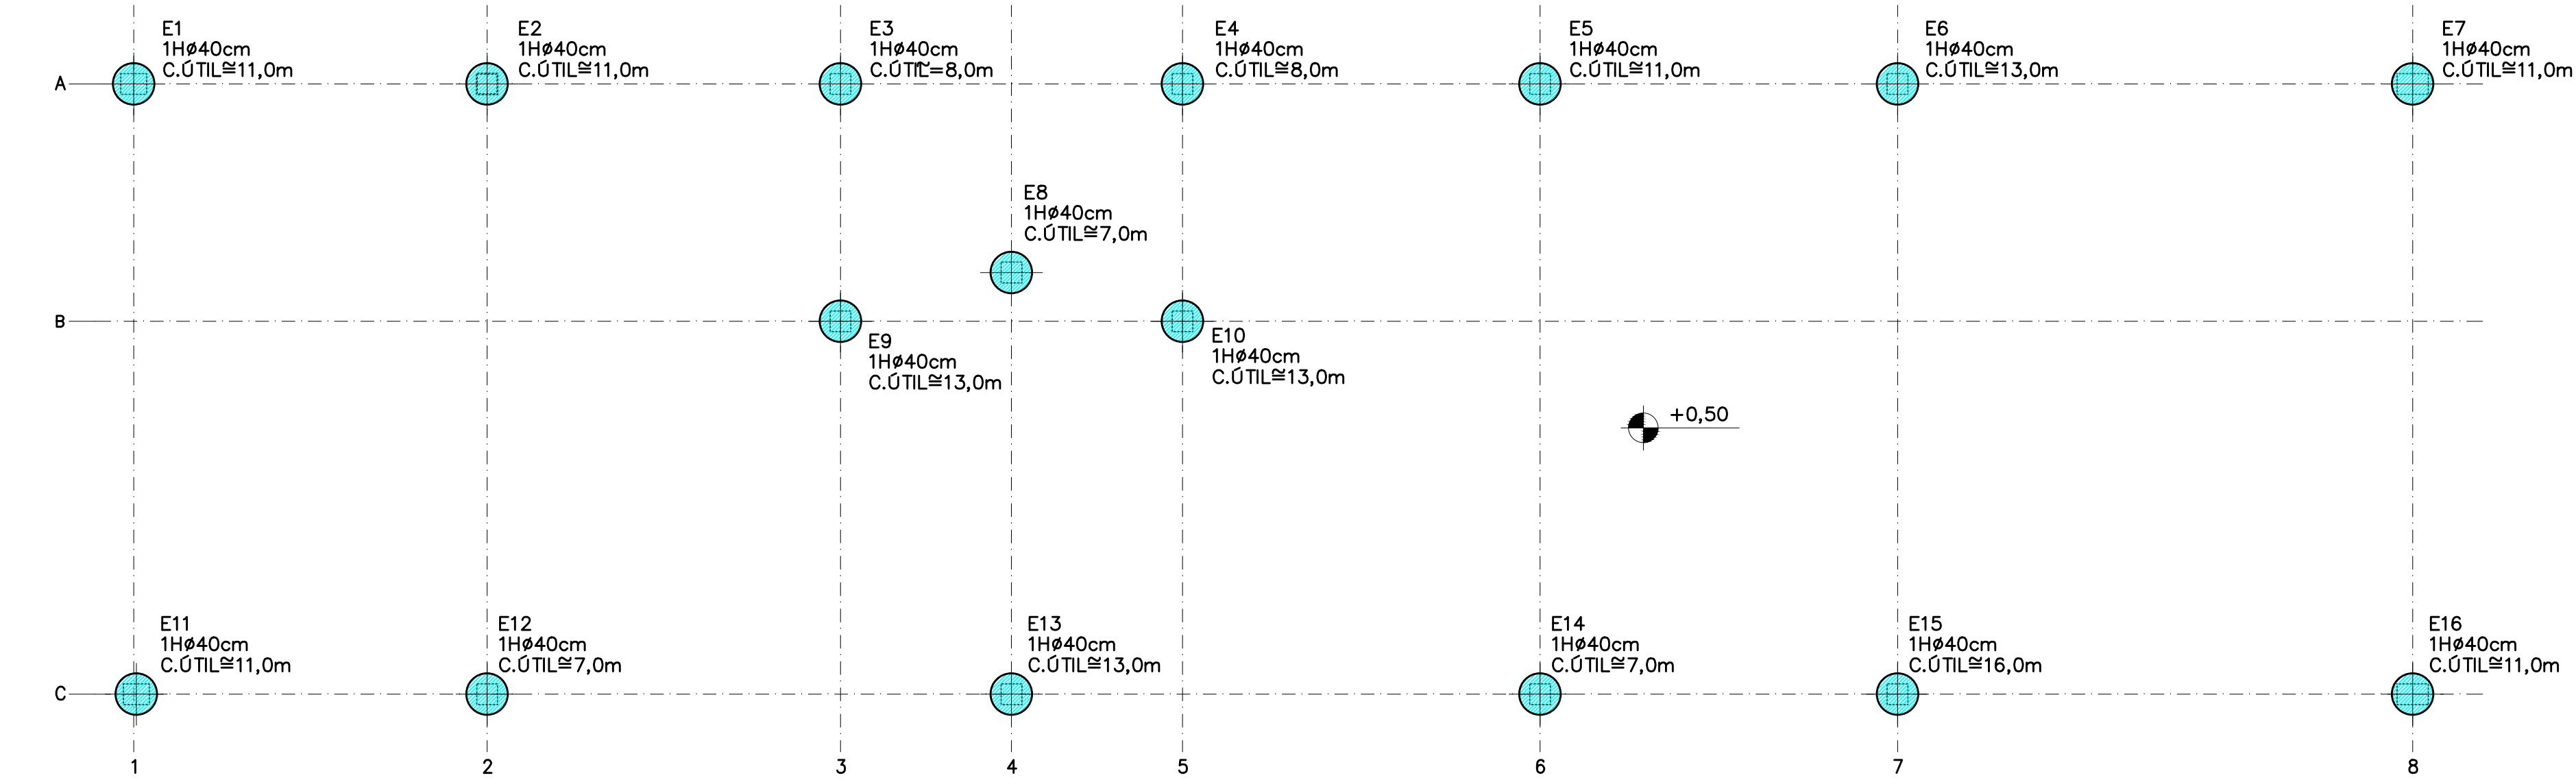 E1
1Hø40cm
C.ÚTIL≅11,0m
E2
1Hø40cm
C.ÚTIL≅11,0m
E3
1Hø40cm
C.ÚTIL≅8,0m
E4
1Hø40cm
C.ÚTIL≅8,0m
E5
1Hø40cm
C.ÚTIL≅11,0m
E6
1Hø40cm
C.ÚTIL≅13,0m
E7
1Hø40cm
C.ÚTIL≅11,0m
A
E8
1Hø40cm
C.ÚTIL≅7,0m
B
E9
1Hø40cm
C.ÚTIL≅13,0m
E10
1Hø40cm
C.ÚTIL≅13,0m
+0,50
E11
1Hø40cm
C.ÚTIL≅11,0m
E12
1Hø40cm
C.ÚTIL≅7,0m
E13
1Hø40cm
C.ÚTIL≅13,0m
E14
1Hø40cm
C.ÚTIL≅7,0m
E15
1Hø40cm
C.ÚTIL≅16,0m
E16
1Hø40cm
C.ÚTIL≅11,0m
C
1
2
3
4
5
6
7
8